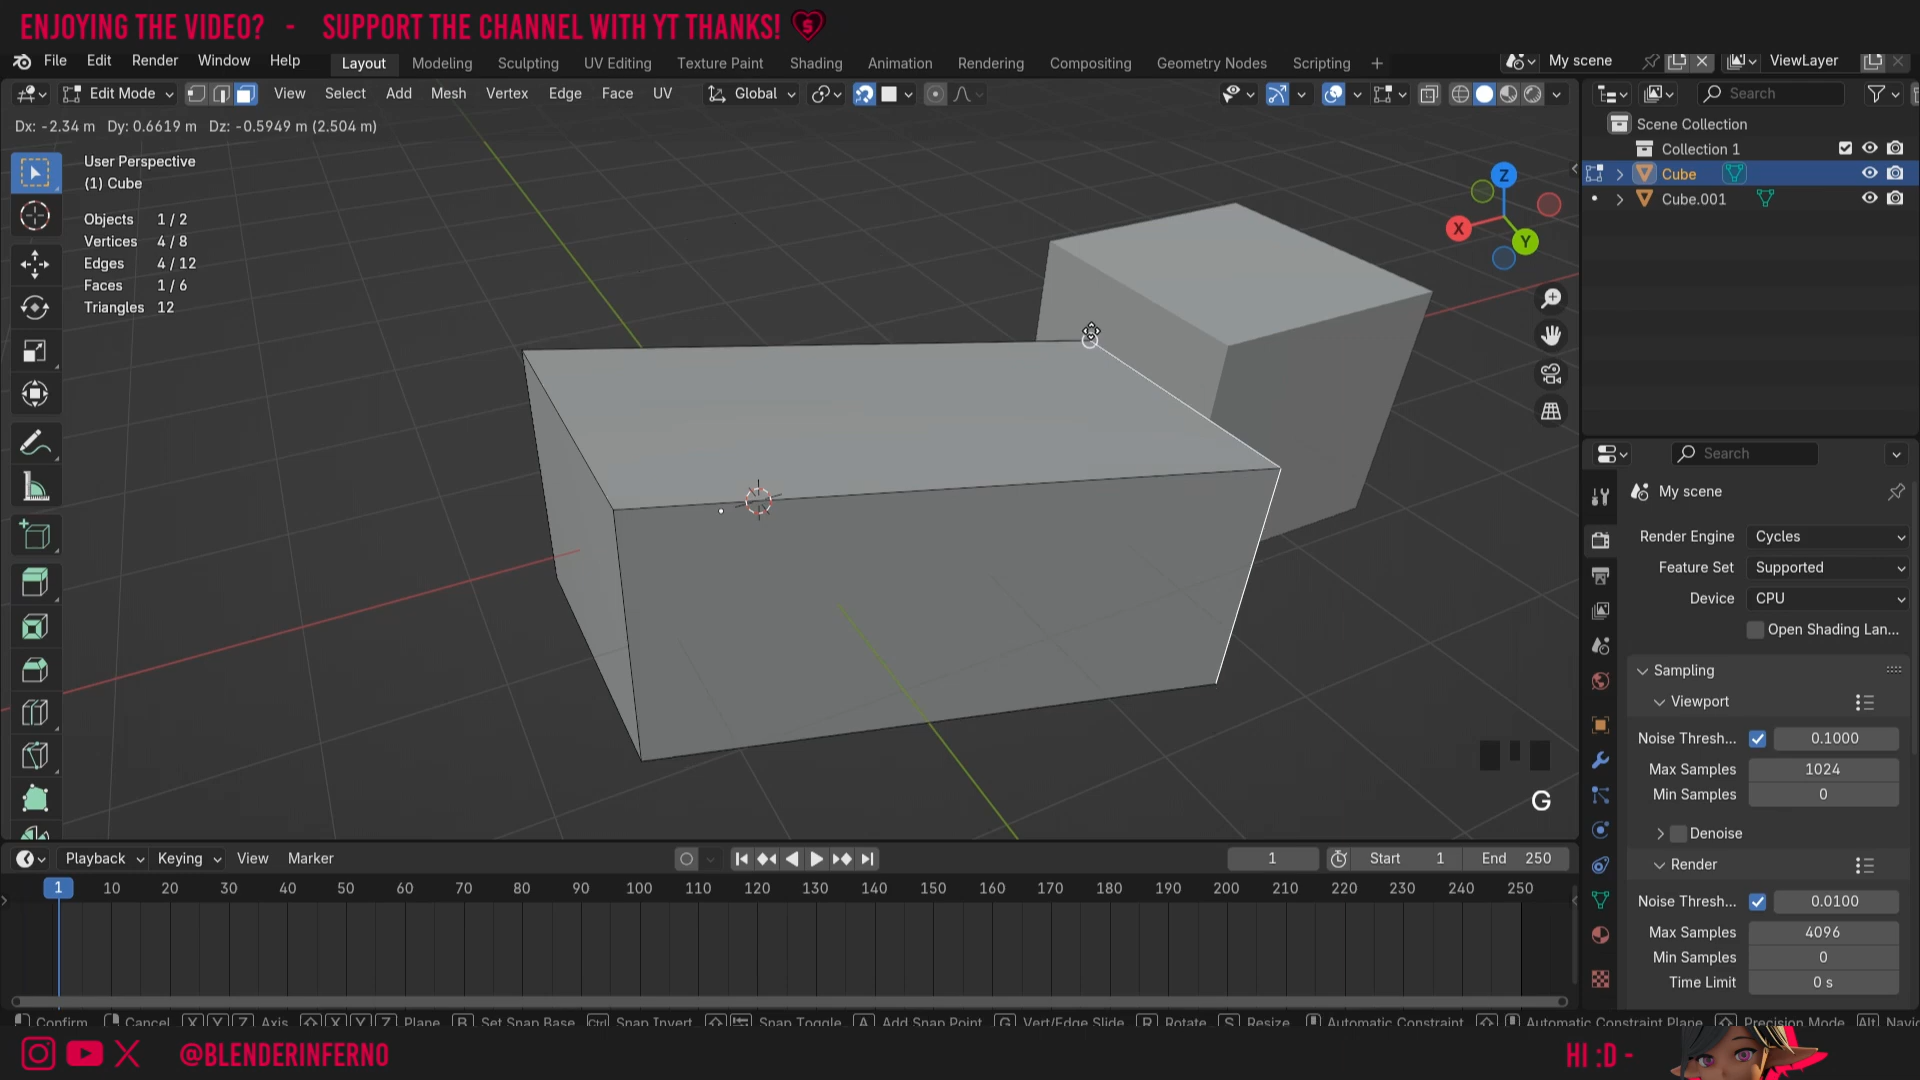 ENJOYING THE VIDEO? - SUPPORT THE CHANNEL WITH YT THANKS!
File Edit Render Window Help Layout Modeling Sculpting UV Editing Texture Paint Shading Animation Rendering Compositing Geometry Nodes Scripting + My scene ViewLayer
Edit Mode View Select Add Mesh Vertex Edge Face UV Global Search
Dx: -2.34 m Dy: 0.6619 m Dz: -0.5949 m (2.504 m)
User Perspective
(1) Cube
Objects 1 / 2
Vertices 4 / 8
Edges 4 / 12
Faces 1 / 6
Triangles 12
Z
X
Y
G
Scene Collection
Collection 1
Cube
Cube.001
Search
My scene
Render Engine Cycles
Feature Set Supported
Device CPU
Open Shading Lan...
Sampling
Viewport
Noise Thresh... 0.1000
Max Samples 1024
Min Samples 0
Denoise
Render
Noise Thresh... 0.0100
Max Samples 4096
Min Samples 0
Time Limit 0 s
Playback Keying View Marker 1 Start 1 End 250
1 10 20 30 40 50 60 70 80 90 100 110 120 130 140 150 160 170 180 190 200 210 220 230 240 250
Confirm Cancel X Y Z Axis X Y Z Plane B Set Snap Base Ctrl Snap Invert Snap Toggle A Add Snap Point G Vert/Edge Slide R Rotate S Resize Automatic Constraint Automatic Constraint Plane Precision Mode Alt Navi
@BLENDERINFERNO
HI :D -